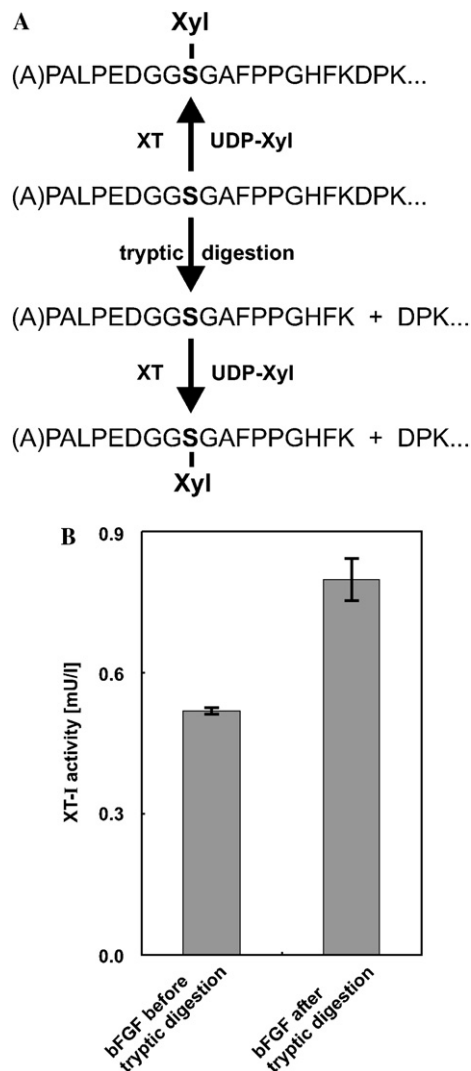 A
Xyl
(A)PALPEDGGSGAFPPGHFKDPK...
XT UDP-Xyl
(A)PALPEDGGSGAFPPGHFKDPK...
tryptic digestion
(A)PALPEDGGSGAFPPGHFK + DPK...
XT UDP-Xyl
(A)PALPEDGGSGAFPPGHFK + DPK...
Xyl
B
XT-I activity [mU/l]
0.9
0.6
0.3
0.0
bFGF before
tryptic digestion
bFGF after
tryptic digestion